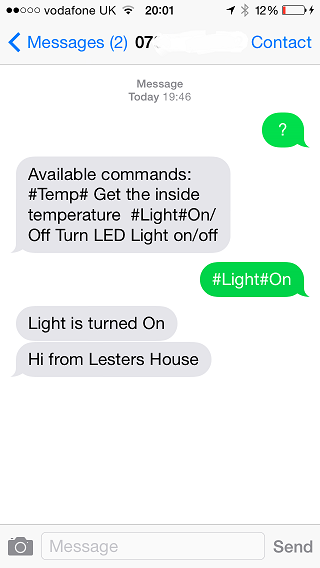 vodafone UK 20:01 12%
Messages (2) 07 Contact
Message
Today 19:46
?
Available commands:
#Temp# Get the inside
temperature  #Light#On/
Off Turn LED Light on/off
#Light#On
Light is turned On
Hi from Lesters House
Message Send